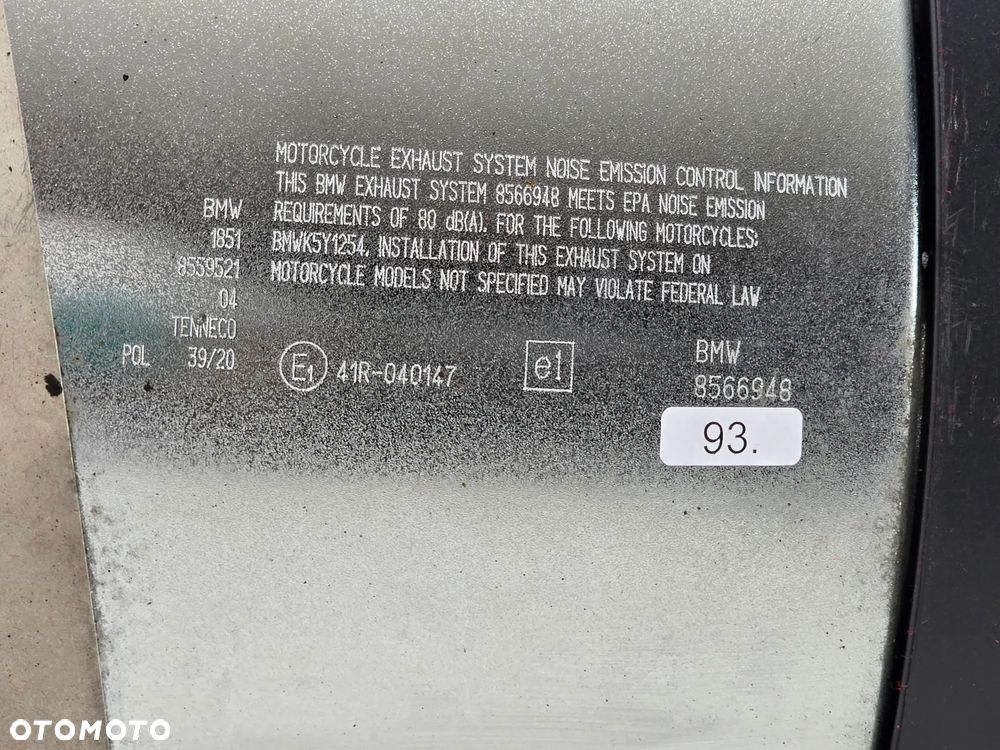 MOTORCYCLE EXHAUST SYSTEM NOISE EMISSION CONTROL INFORMATION
THIS BMW EXHAUST SYSTEM 8566948 MEETS EPA NOISE EMISSION
REQUIREMENTS OF 80 dB(A). FOR THE FOLLOWING MOTORCYCLES:
BMWK5Y1254. INSTALLATION OF THIS EXHAUST SYSTEM ON
MOTORCYCLE MODELS NOT SPECIFIED MAY VIOLATE FEDERAL LAW
BMW
1851
8559521
04
TENNECO
POL 39/20
E1 41R-040147
e1
BMW
8566948
93.
OTOMOTO